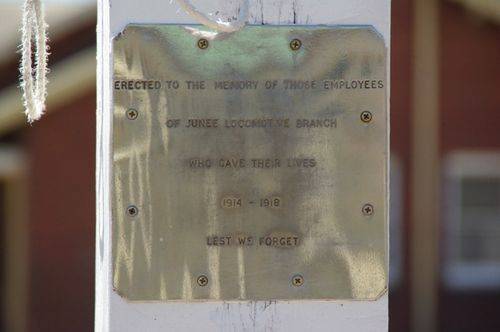 ERECTED TO THE MEMORY OF THOSE EMPLOYEES
OF JUNEE LOCOMOTIVE BRANCH
WHO GAVE THEIR LIVES
1914 - 1918
LEST WE FORGET